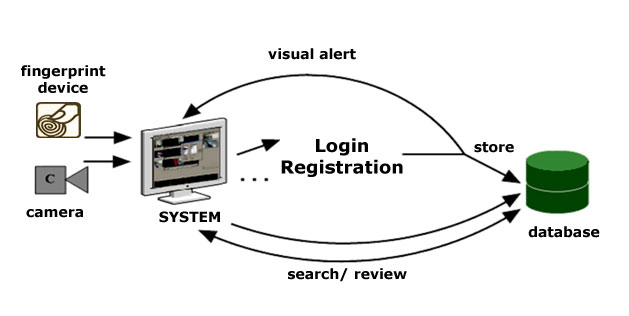 visual alert
fingerprint
device
C
camera
SYSTEM
...
Login
Registration
store
database
search/ review